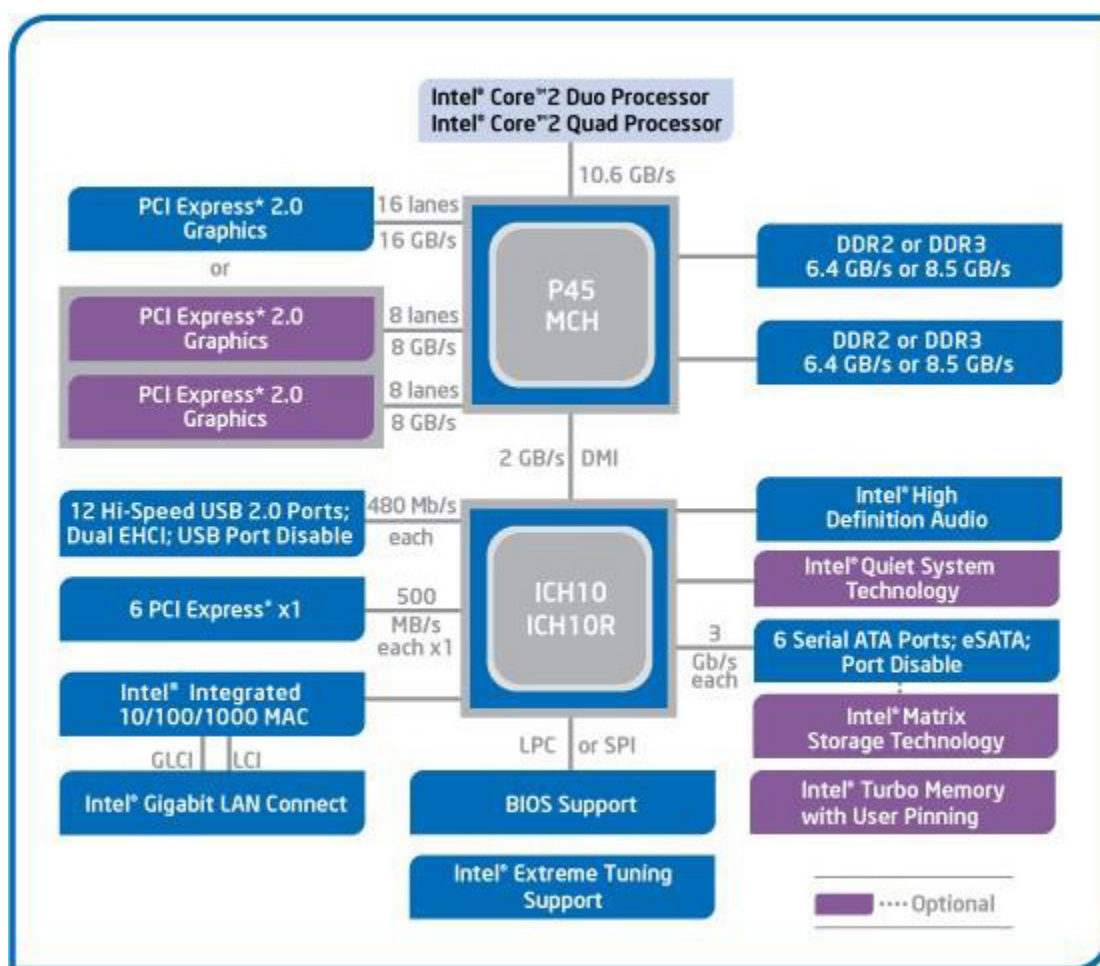 Intel® Core™2 Duo Processor
Intel® Core™2 Quad Processor
10.6 GB/s
PCI Express* 2.0
Graphics
16 lanes
16 GB/s
or
PCI Express* 2.0
Graphics
8 lanes
8 GB/s
PCI Express* 2.0
Graphics
8 lanes
8 GB/s
P45
MCH
DDR2 or DDR3
6.4 GB/s or 8.5 GB/s
DDR2 or DDR3
6.4 GB/s or 8.5 GB/s
2 GB/s DMI
12 Hi-Speed USB 2.0 Ports;
Dual EHCI; USB Port Disable
480 Mb/s
each
6 PCI Express* x1
500
MB/s
each x1
Intel® Integrated
10/100/1000 MAC
GLCI LCI
Intel® Gigabit LAN Connect
ICH10
ICH10R
Intel® High
Definition Audio
Intel® Quiet System
Technology
3
Gb/s
each
6 Serial ATA Ports; eSATA;
Port Disable
Intel® Matrix
Storage Technology
Intel® Turbo Memory
with User Pinning
LPC or SPI
BIOS Support
Intel® Extreme Tuning
Support
Optional